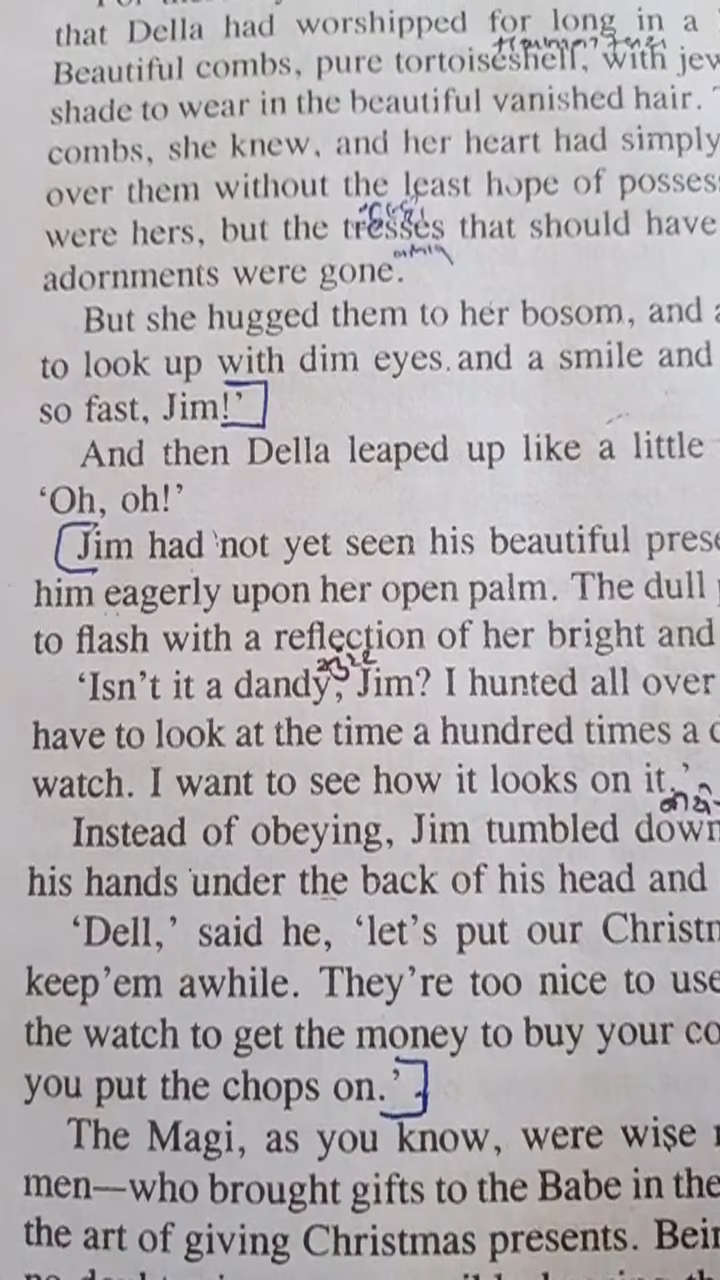 that Della had worshipped for long in a
Beautiful combs, pure tortoiseshell, with jew
shade to wear in the beautiful vanished hair.
combs, she knew, and her heart had simply
over them without the least hope of posses
were hers, but the tresses that should have
adornments were gone.
But she hugged them to her bosom, and a
to look up with dim eyes and a smile and
so fast, Jim!’
And then Della leaped up like a little
‘Oh, oh!’
Jim had not yet seen his beautiful prese
him eagerly upon her open palm. The dull
to flash with a reflection of her bright and
‘Isn’t it a dandy, Jim? I hunted all over
have to look at the time a hundred times a d
watch. I want to see how it looks on it.’
Instead of obeying, Jim tumbled down
his hands under the back of his head and
‘Dell,’ said he, ‘let’s put our Christm
keep’em awhile. They’re too nice to use
the watch to get the money to buy your co
you put the chops on.’
The Magi, as you know, were wise
men—who brought gifts to the Babe in the
the art of giving Christmas presents. Bein